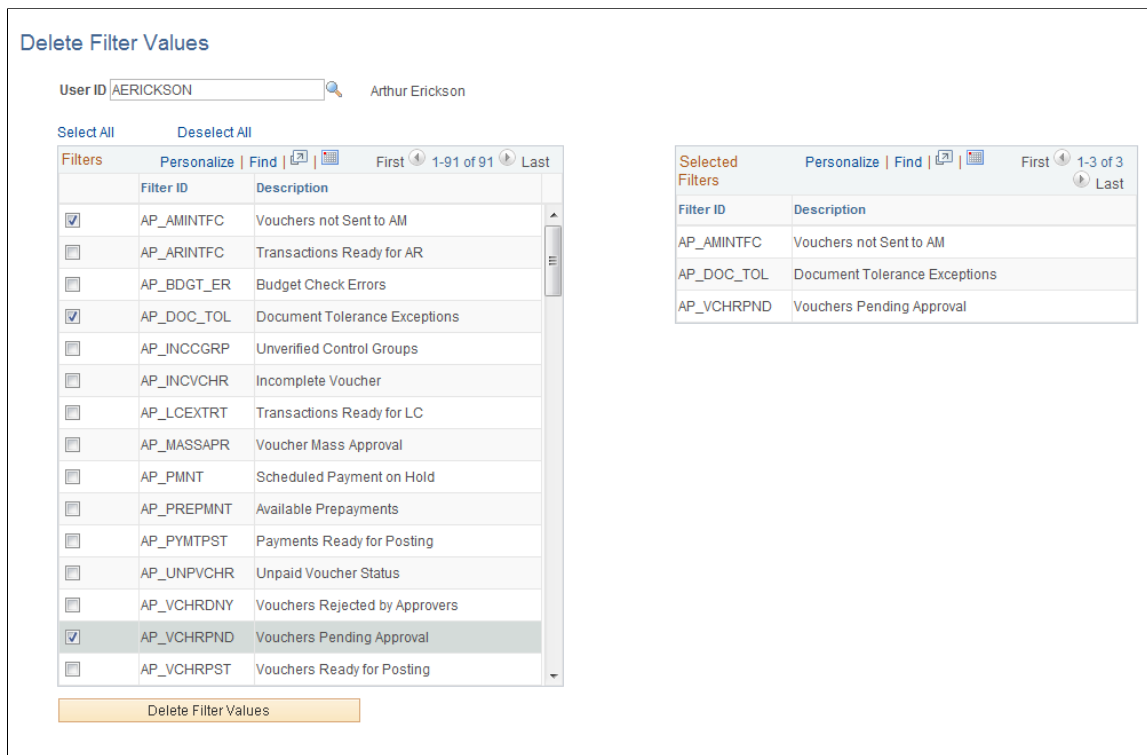 Delete Filter Values
User ID AERICKSON Arthur Erickson
Select All Deselect All
Filters Personalize | Find | | First 1-91 of 91 Last
Filter ID Description
AP_AMINTFC Vouchers not Sent to AM
AP_ARINTFC Transactions Ready for AR
AP_BDGT_ER Budget Check Errors
AP_DOC_TOL Document Tolerance Exceptions
AP_INCCGRP Unverified Control Groups
AP_INCVCHR Incomplete Voucher
AP_LCEXTRT Transactions Ready for LC
AP_MASSAPR Voucher Mass Approval
AP_PMNT Scheduled Payment on Hold
AP_PREPMNT Available Prepayments
AP_PYMTPST Payments Ready for Posting
AP_UNPVCHR Unpaid Voucher Status
AP_VCHRDNY Vouchers Rejected by Approvers
AP_VCHRPND Vouchers Pending Approval
AP_VCHRPST Vouchers Ready for Posting
Delete Filter Values
Selected Filters Personalize | Find | | First 1-3 of 3 Last
Filter ID Description
AP_AMINTFC Vouchers not Sent to AM
AP_DOC_TOL Document Tolerance Exceptions
AP_VCHRPND Vouchers Pending Approval